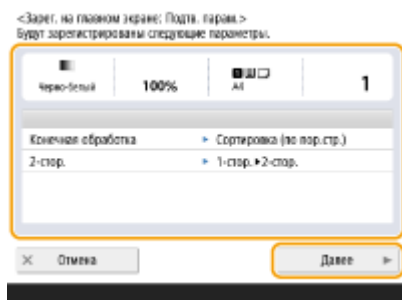 <Зарег. на главном экране: Подтв. парам.>
Будут зарегистрированы следующие параметры.
Черно-белый 100% A4 1
Конечная обработка ▸ Сортировка (по пор.стр.)
2-стор. ▸ 1-стор.▸2-стор.
× Отмена Далее ▸